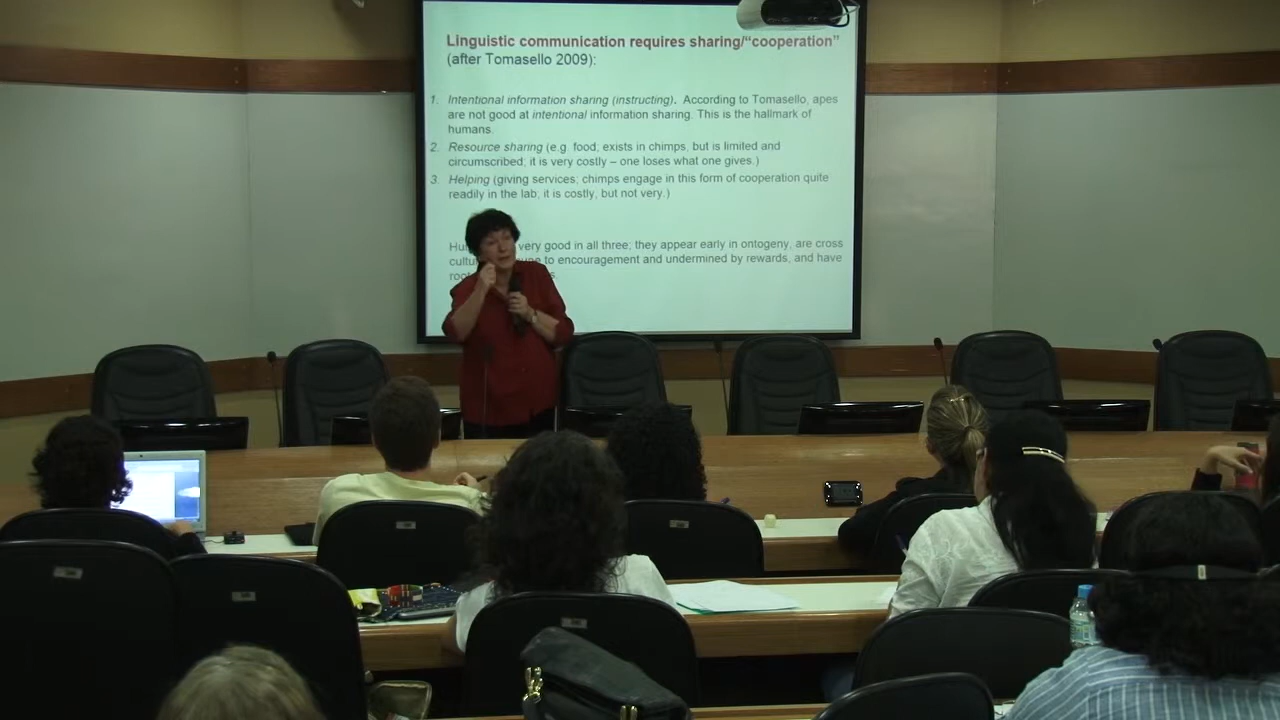 Linguistic communication requires sharing/“cooperation”
(after Tomasello 2009):
1. Intentional information sharing (instructing). According to Tomasello, apes
are not good at intentional information sharing. This is the hallmark of
humans.
2. Resource sharing (e.g. food; exists in chimps, but is limited and
circumscribed; it is very costly – one loses what one gives.)
3. Helping (giving services; chimps engage in this form of cooperation quite
readily in the lab; it is costly, but not very.)
very good in all three; they appear early in ontogeny, are cross
to encouragement and undermined by rewards, and have